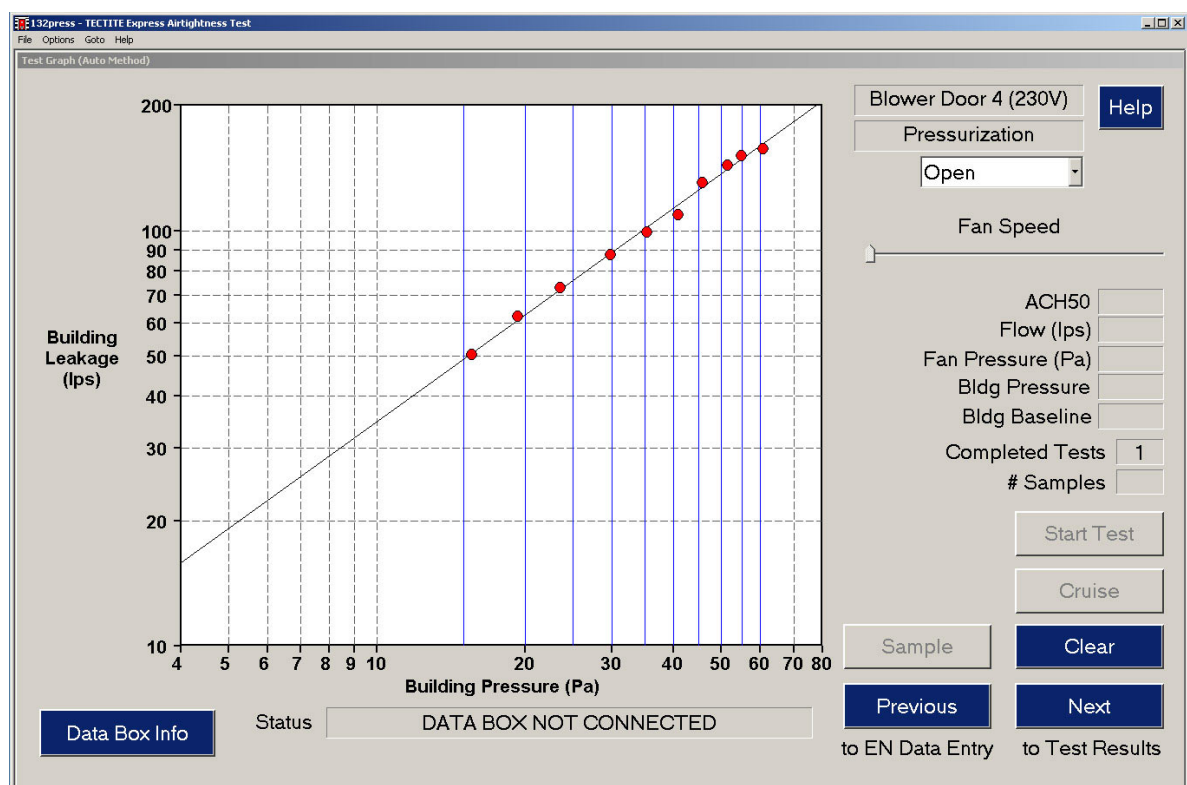 132press - TECTITE Express Airtightness Test
File Options Goto Help
Test Graph (Auto Method)
Blower Door 4 (230V)
Help
Pressurization
Open
Fan Speed
ACH50
Flow (lps)
Fan Pressure (Pa)
Bldg Pressure
Bldg Baseline
Completed Tests 1
# Samples
Start Test
Cruise
Sample
Clear
Previous
Next
to EN Data Entry
to Test Results
200
100
90
80
70
60
50
40
30
20
10
Building
Leakage
(lps)
4 5 6 7 8 9 10 20 30 40 50 60 70 80
Building Pressure (Pa)
Data Box Info
Status
DATA BOX NOT CONNECTED